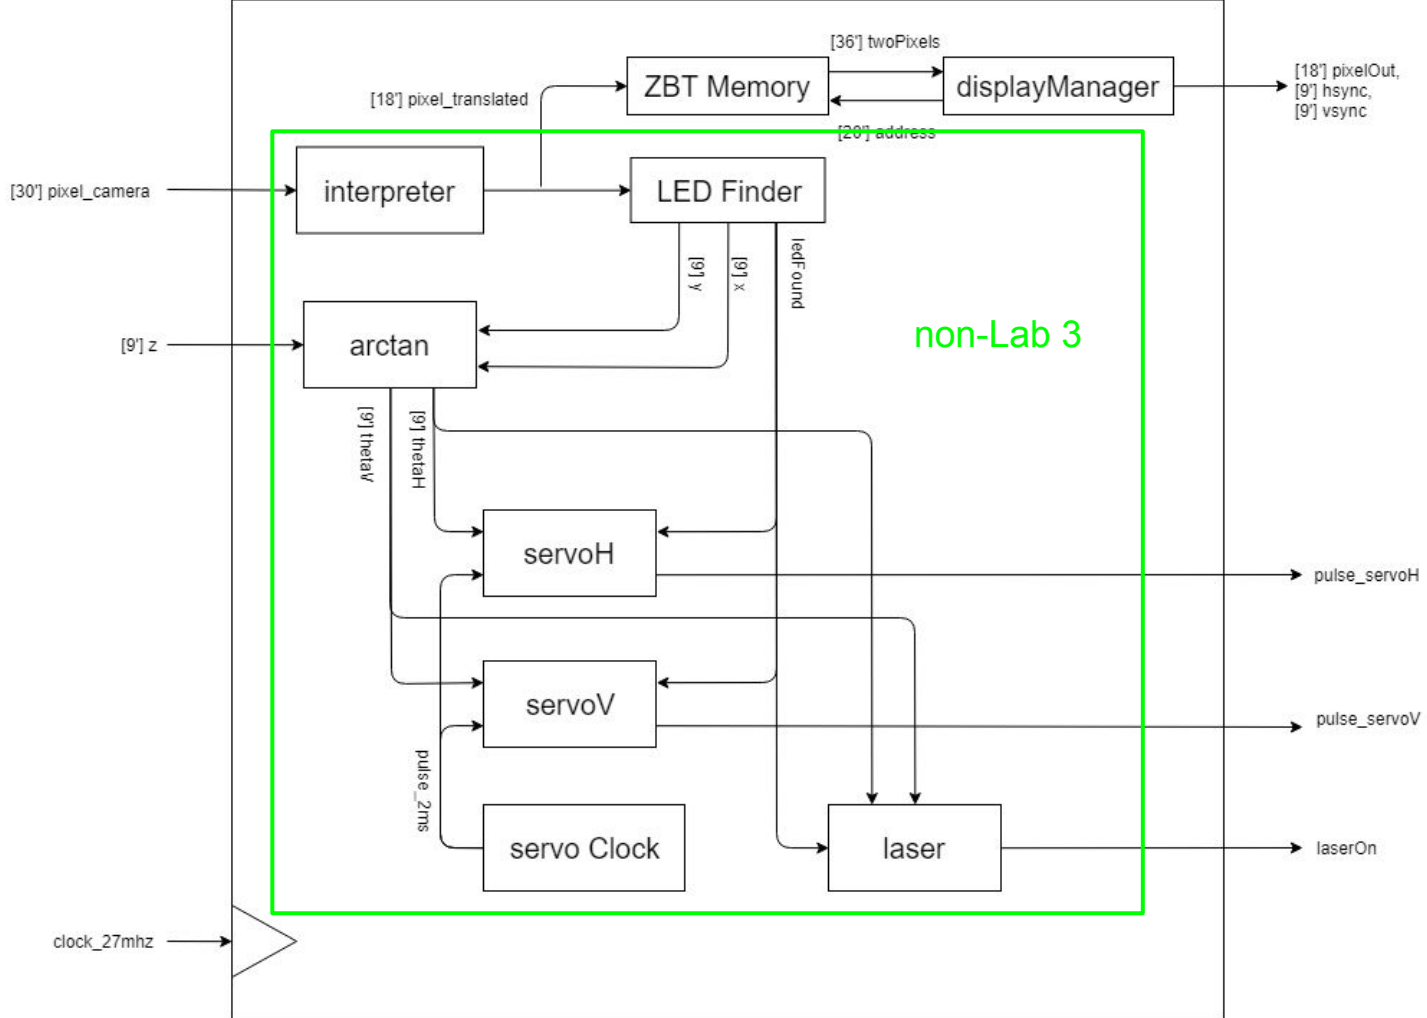 [36'] twoPixels
ZBT Memory
displayManager
[18'] pixelOut,
[9'] hsync,
[9'] vsync
[18'] pixel_translated
[20'] address
[30'] pixel_camera
interpreter
LED Finder
[9'] y
[9'] x
ledFound
non-Lab 3
[9'] z
arctan
[9'] thetaV
[9'] thetaH
servoH
pulse_servoH
servoV
pulse_servoV
pulse_2ms
servo Clock
laser
laserOn
clock_27mhz